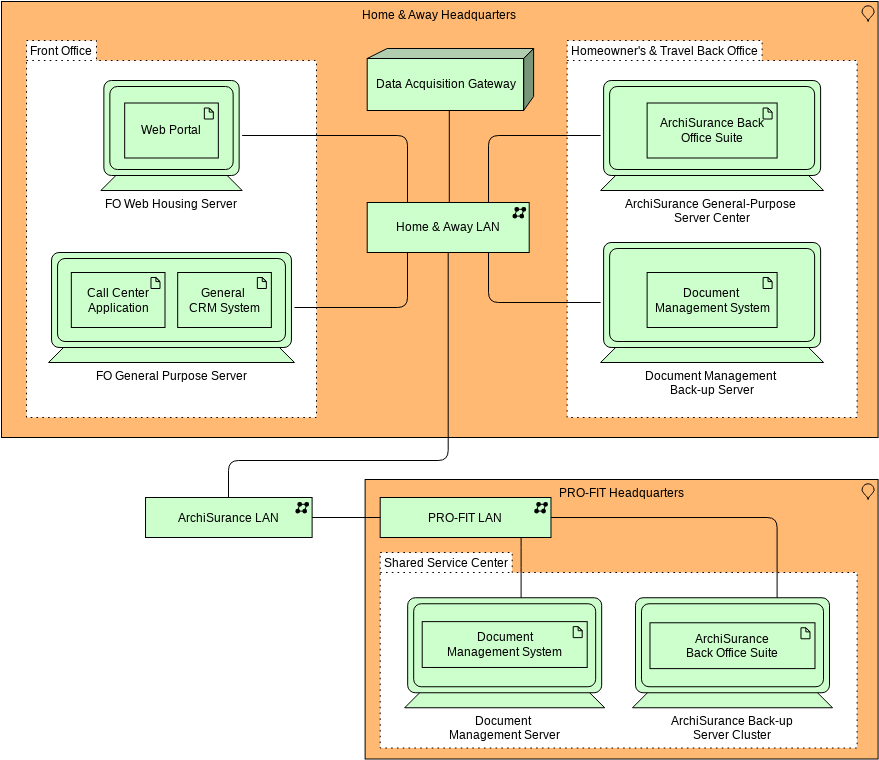 Home & Away Headquarters
Front Office
Homeowner's & Travel Back Office
Data Acquisition Gateway
Web Portal
FO Web Housing Server
ArchiSurance Back
Office Suite
ArchiSurance General-Purpose
Server Center
Home & Away LAN
Call Center
Application
General
CRM System
FO General Purpose Server
Document
Management System
Document Management
Back-up Server
PRO-FIT Headquarters
ArchiSurance LAN
PRO-FIT LAN
Shared Service Center
Document
Management System
Document
Management Server
ArchiSurance
Back Office Suite
ArchiSurance Back-up
Server Cluster